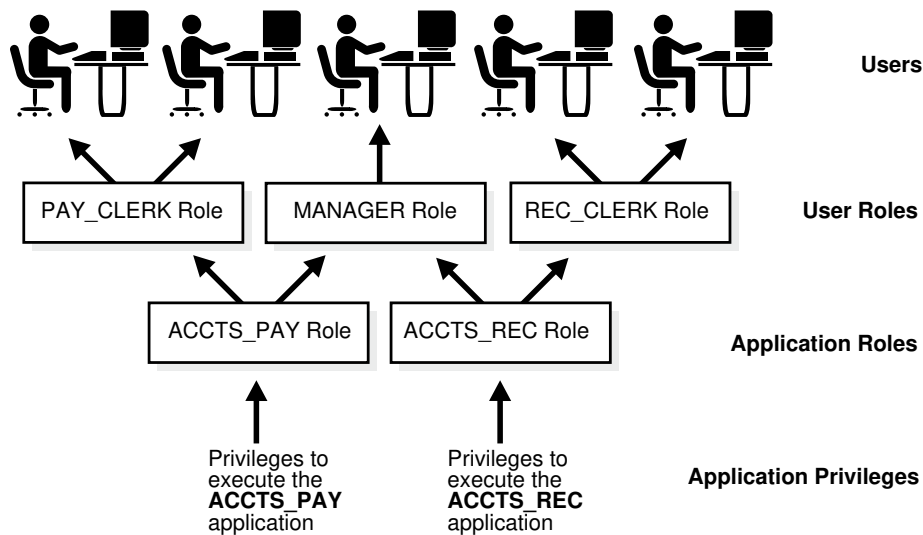 Users
PAY_CLERK Role
MANAGER Role
REC_CLERK Role
User Roles
ACCTS_PAY Role
ACCTS_REC Role
Application Roles
Privileges to
execute the
ACCTS_PAY
application
Privileges to
execute the
ACCTS_REC
application
Application Privileges